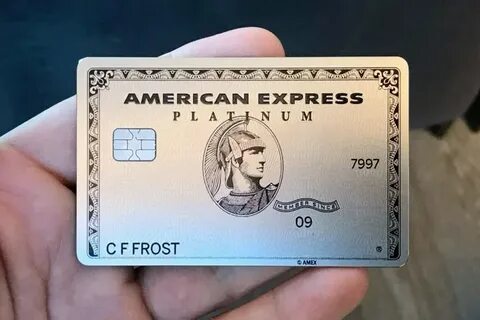 AMERICAN EXPRESS
PLATINUM
7997
MEMBER SINCE
09
C F FROST
®
© AMEX